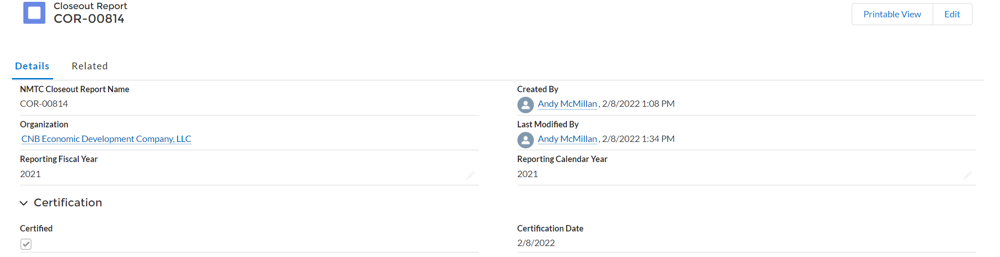 Closeout Report
COR-00814
Printable View
Edit
Details
Related
NMTC Closeout Report Name
COR-00814
Created By
Andy McMillan , 2/8/2022 1:08 PM
Organization
CNB Economic Development Company, LLC
Last Modified By
Andy McMillan , 2/8/2022 1:34 PM
Reporting Fiscal Year
2021
Reporting Calendar Year
2021
Certification
Certified
Certification Date
2/8/2022